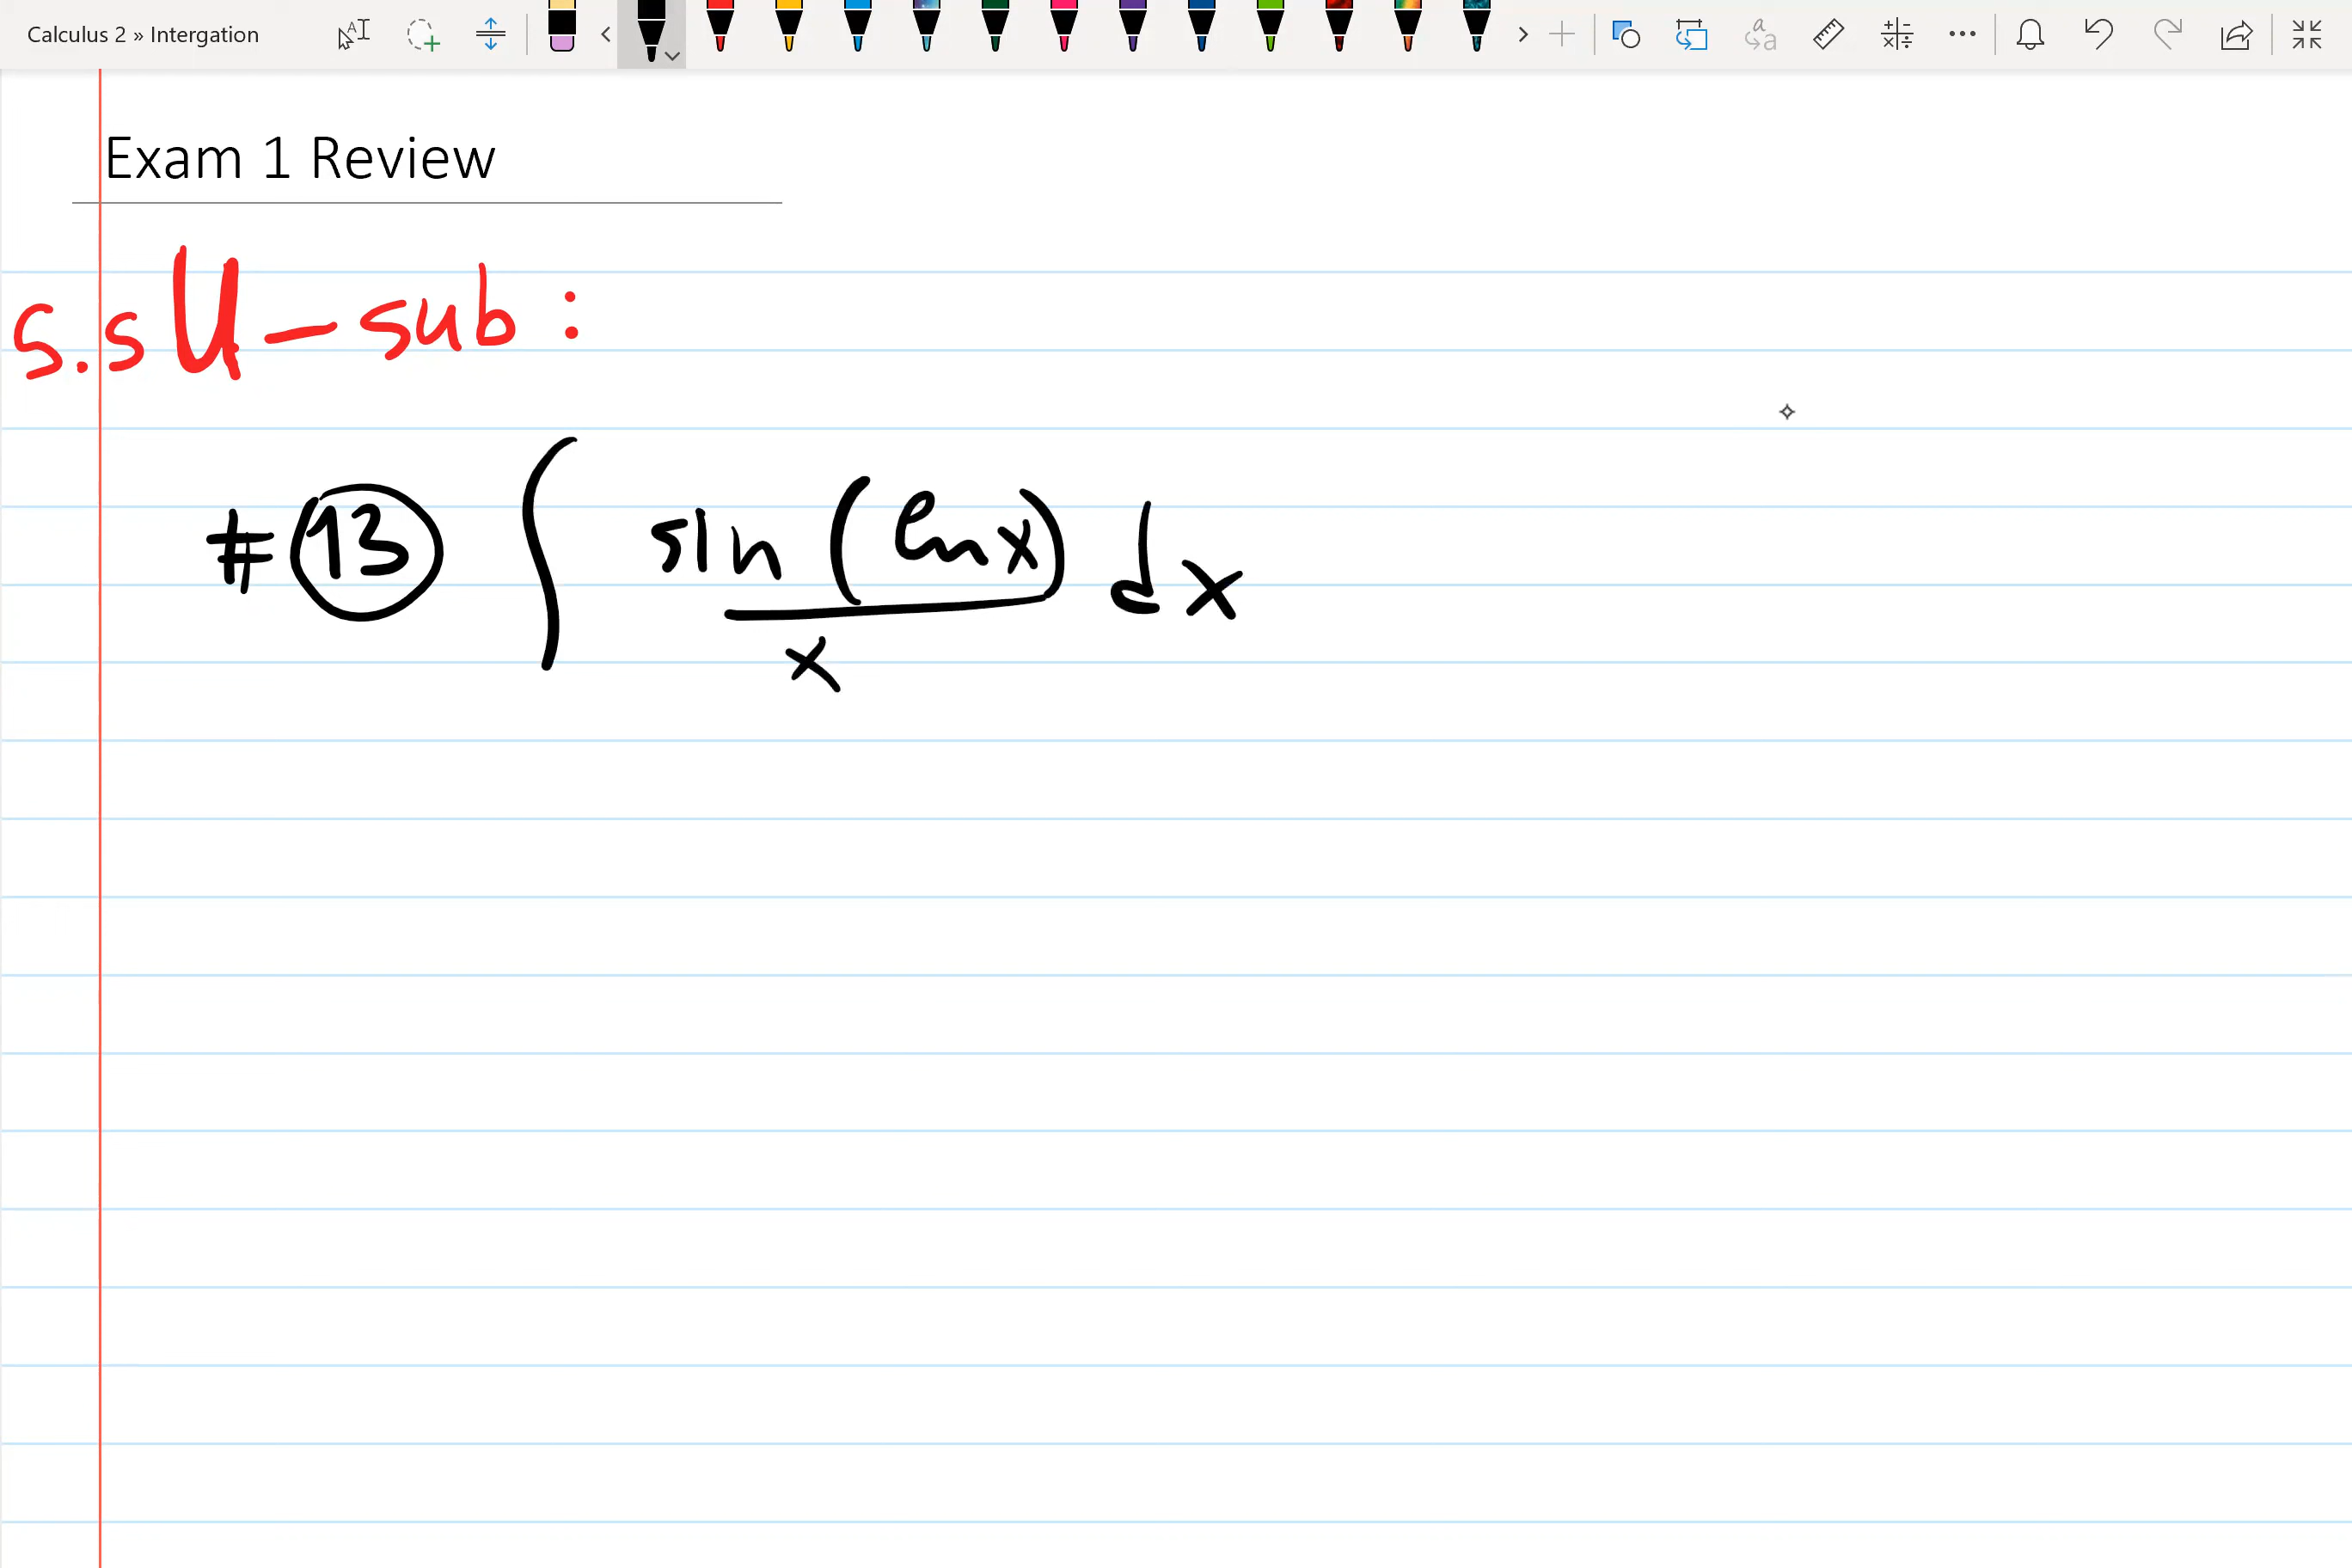 Calculus 2 » Intergation
Exam 1 Review
5.5 U-sub:
#13 ∫ sin(ln x)/x dx